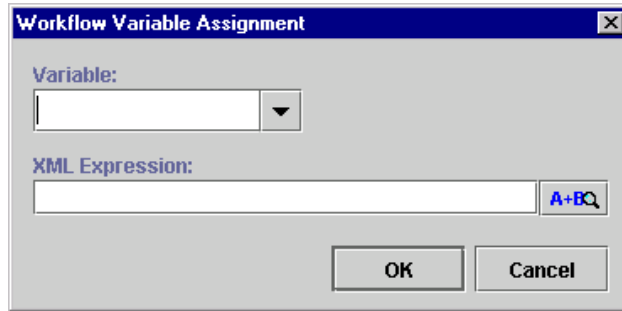 Workflow Variable Assignment
Variable:
XML Expression:
A+B
OK Cancel